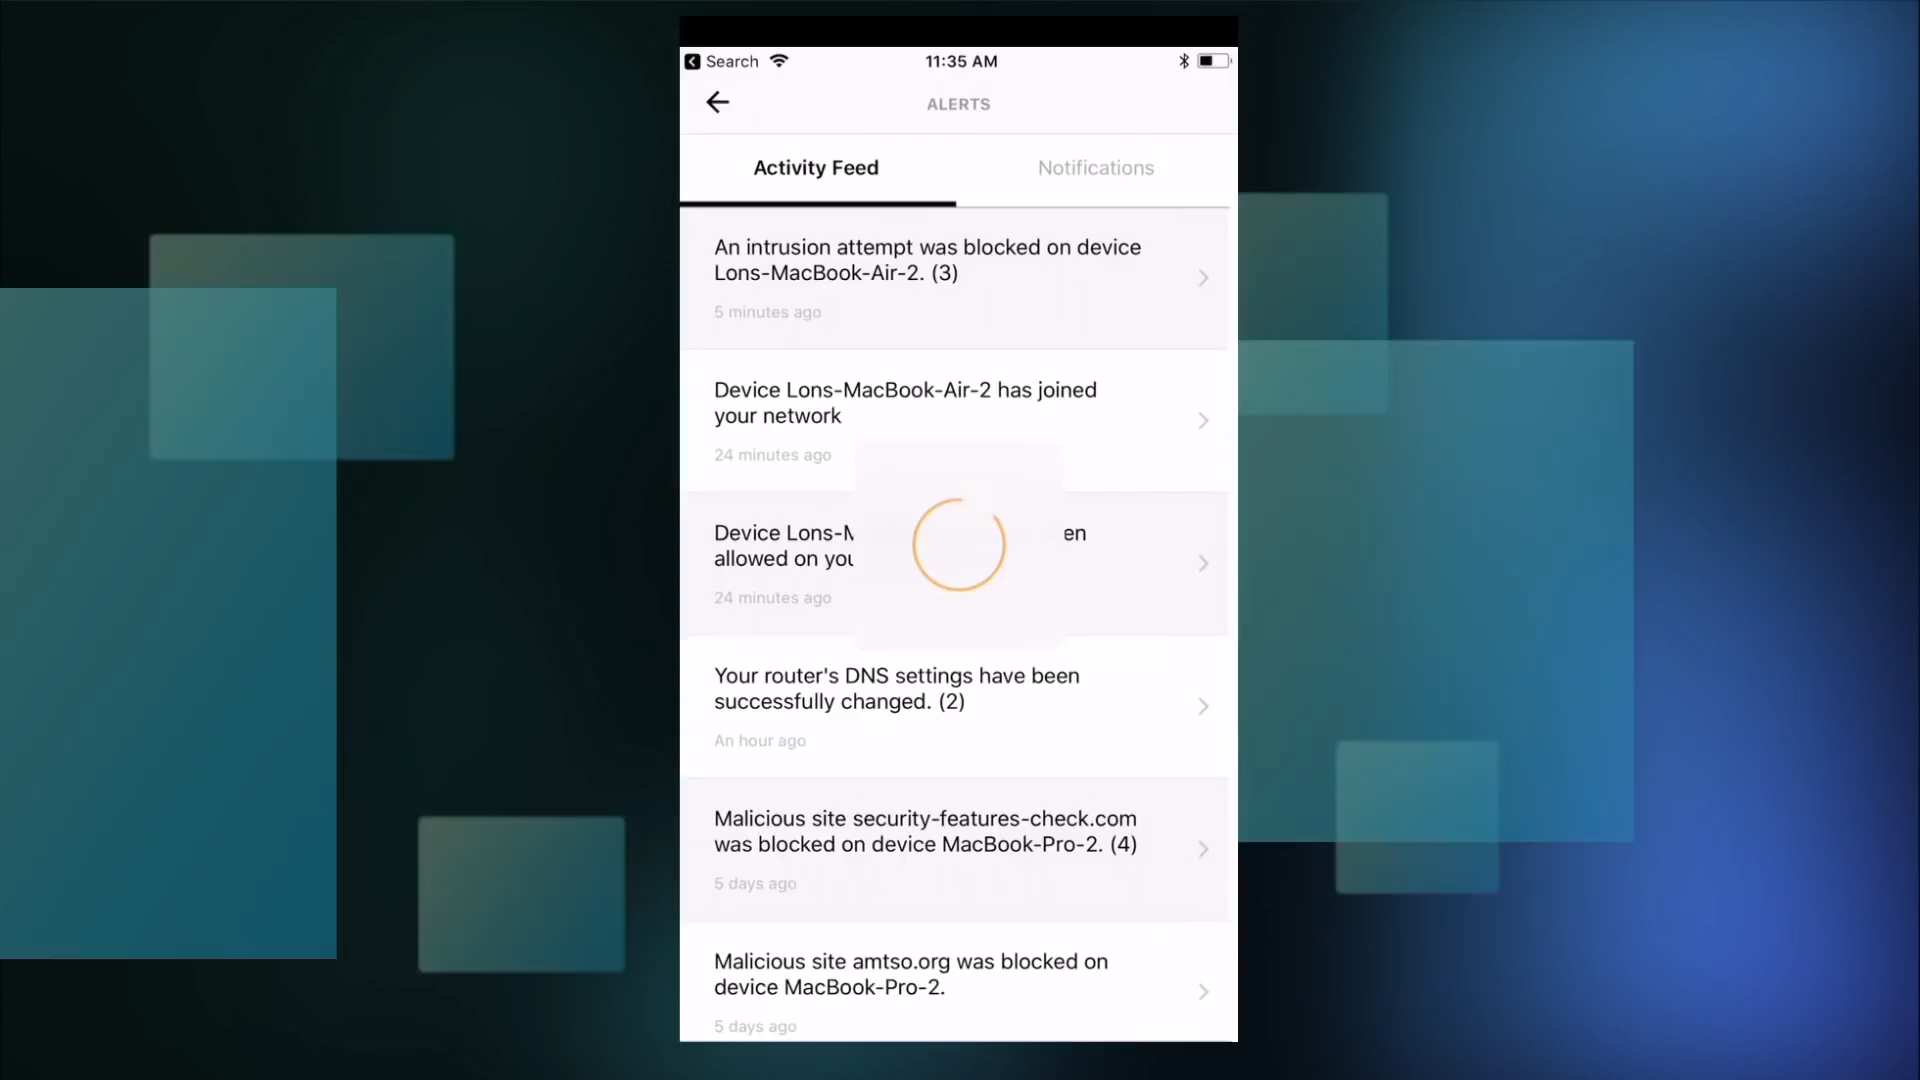 Search
11:35 AM
ALERTS
Activity Feed
Notifications
An intrusion attempt was blocked on device
Lons-MacBook-Air-2. (3)
5 minutes ago
Device Lons-MacBook-Air-2 has joined
your network
24 minutes ago
Device
allowed on
24 minutes ago
Your router's DNS settings have been
successfully changed. (2)
An hour ago
Malicious site security-features-check.com
was blocked on device MacBook-Pro-2. (4)
5 days ago
Malicious site amtso.org was blocked on
device MacBook-Pro-2.
5 days ago